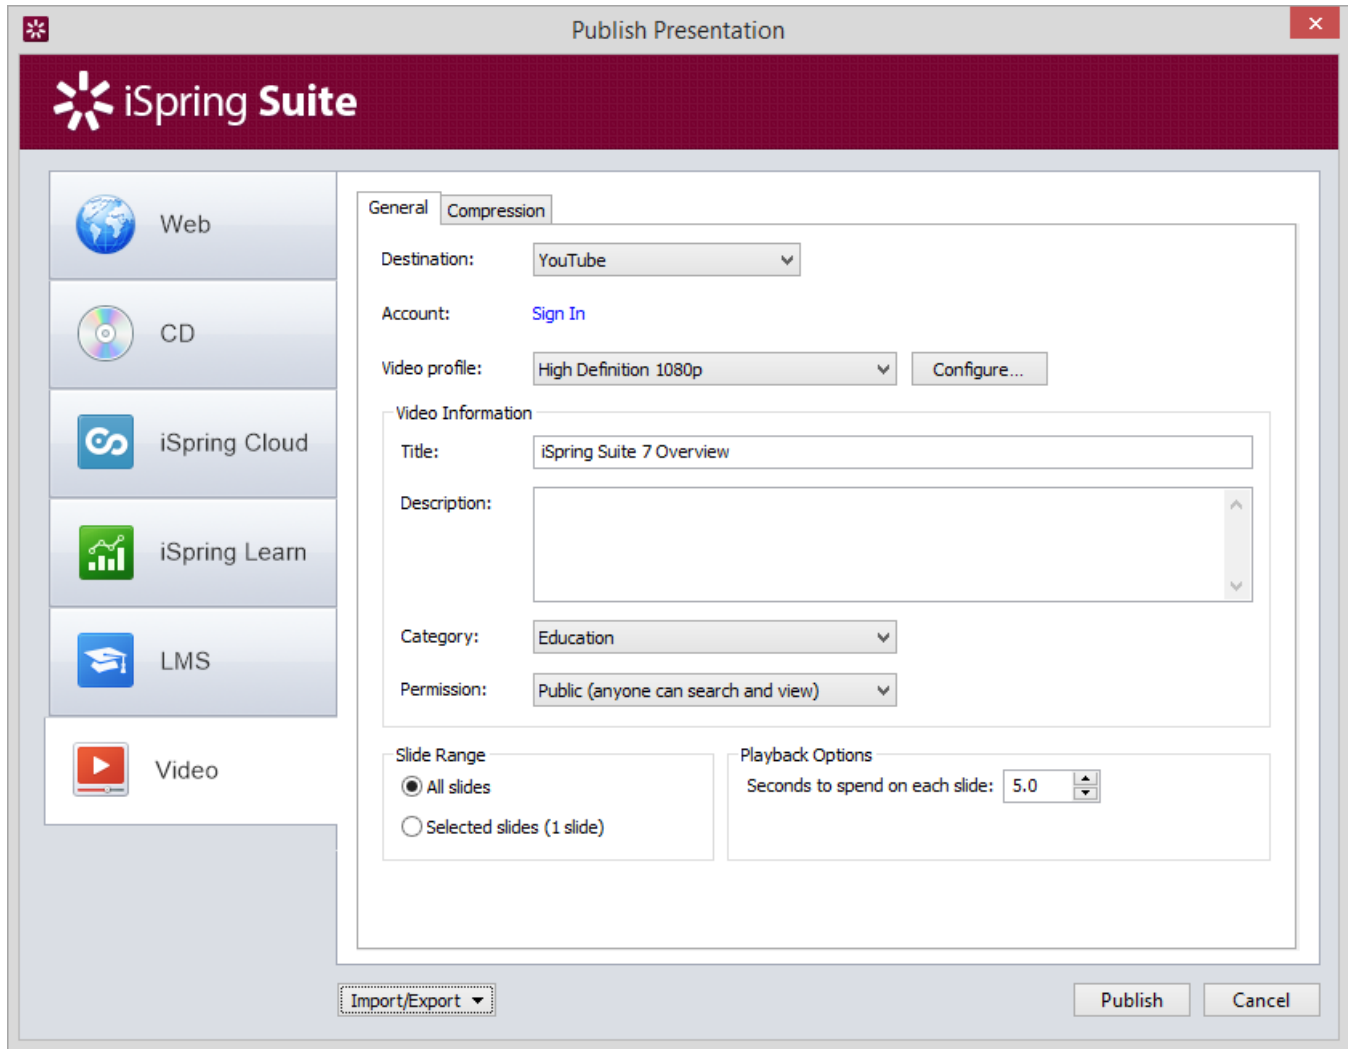 Publish Presentation
iSpring Suite
Web
CD
iSpring Cloud
iSpring Learn
LMS
Video
General Compression
Destination: YouTube
Account: Sign In
Video profile: High Definition 1080p Configure...
Video Information
Title: iSpring Suite 7 Overview
Description:
Category: Education
Permission: Public (anyone can search and view)
Slide Range
All slides
Selected slides (1 slide)
Playback Options
Seconds to spend on each slide: 5.0
Import/Export Publish Cancel